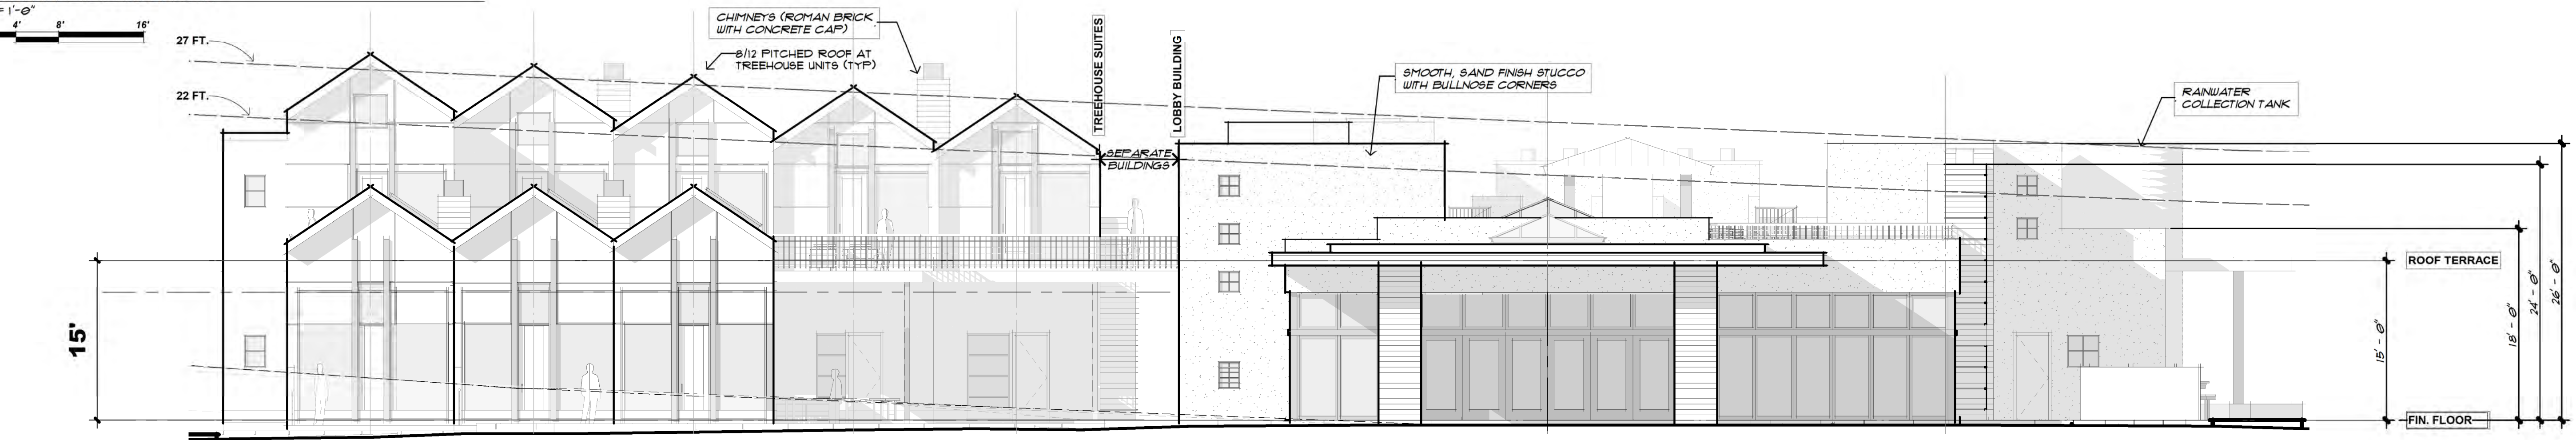 = 1'-0"
4' 8' 16'
27 FT.
22 FT.
CHIMNEYS (ROMAN BRICK
WITH CONCRETE CAP)
8/12 PITCHED ROOF AT
TREEHOUSE UNITS (TYP)
TREEHOUSE SUITES
LOBBY BUILDING
SEPARATE
BUILDINGS
SMOOTH, SAND FINISH STUCCO
WITH BULLNOSE CORNERS
RAINWATER
COLLECTION TANK
15'
ROOF TERRACE
FIN. FLOOR
15' - 0"
18' - 0"
24' - 0"
26' - 0"